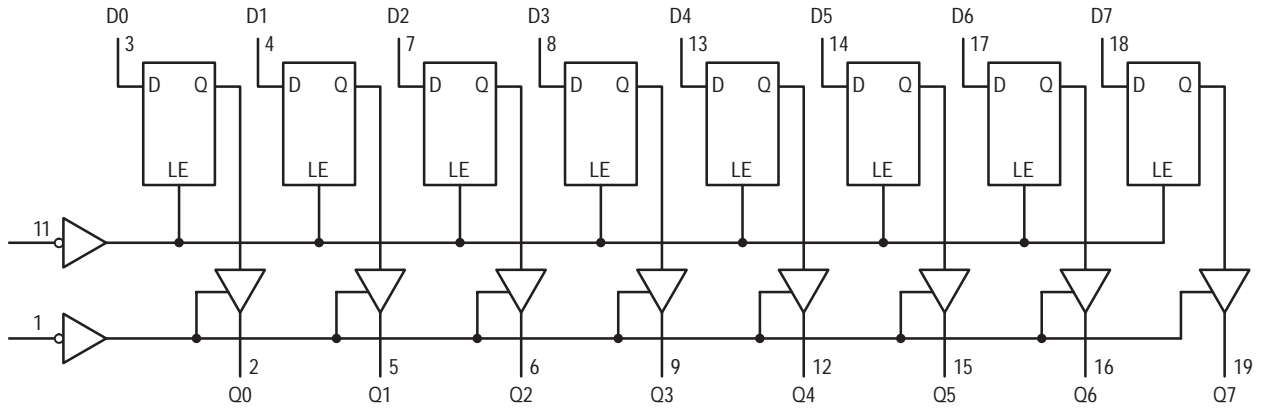 D0 D1 D2 D3 D4 D5 D6 D7
3 4 7 8 13 14 17 18
D Q D Q D Q D Q D Q D Q D Q D Q
LE LE LE LE LE LE LE LE
11
1
2 5 6 9 12 15 16 19
Q0 Q1 Q2 Q3 Q4 Q5 Q6 Q7